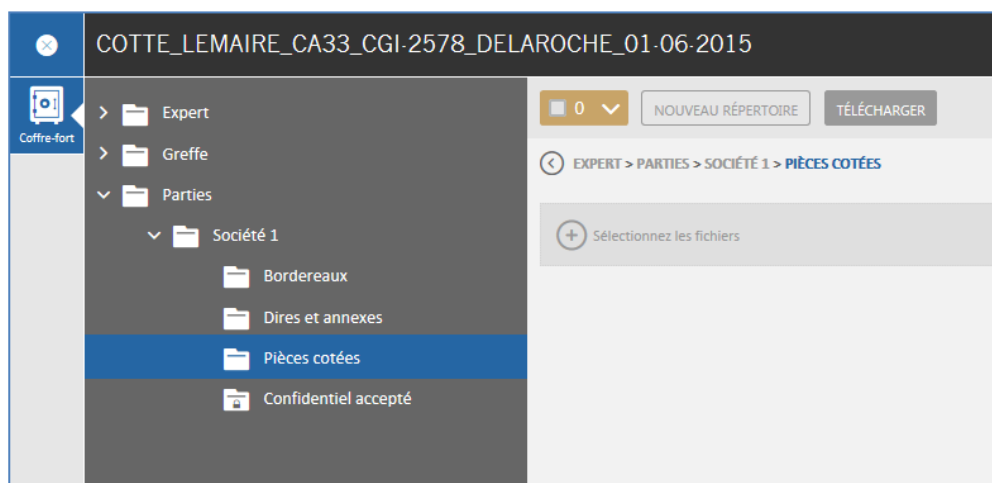 COTTE_LEMAIRE_CA33_CGI-2578_DELAROCHE_01-06-2015
Coffre-fort
Expert
Greffe
Parties
Société 1
Bordereaux
Dires et annexes
Pièces cotées
Confidentiel accepté
0
NOUVEAU RÉPERTOIRE
TÉLÉCHARGER
EXPERT > PARTIES > SOCIÉTÉ 1 > PIÈCES COTÉES
Sélectionnez les fichiers